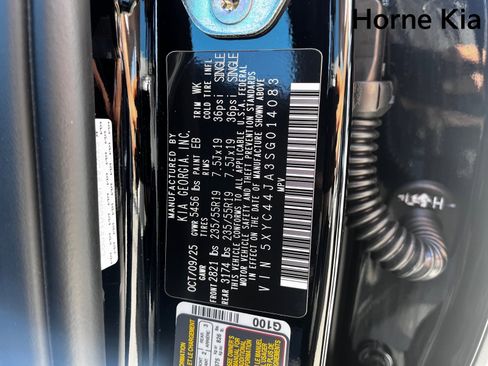 Horne Kia
MANUFACTURED BY
KIA GEORGIA, INC.
OCT/09/25 GVWR 5456 lbs PAINT EB TRIM WK
GAWR TIRES RIMS COLD TIRE INFL
FRONT 2821 lbs 235/55R19 7.5Jx19 36psi SINGLE
REAR 3174 lbs 235/55R19 7.5Jx19 36psi SINGLE
THIS VEHICLE CONFORMS TO ALL APPLICABLE U.S.A. FEDERAL
MOTOR VEHICLE SAFETY AND THEFT PREVENTION STANDARDS
IN EFFECT ON THE DATE OF MANUFACTURE SHOWN ABOVE
VIN 5XYC44JA3SG014083
MPV
G100